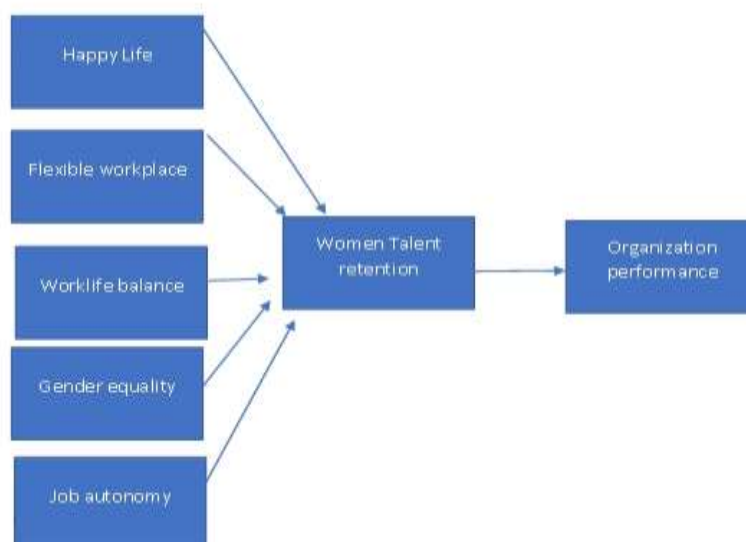 Happy Life
Flexible workplace
Worklife balance
Gender equality
Job autonomy
Women Talent
retention
Organization
performance